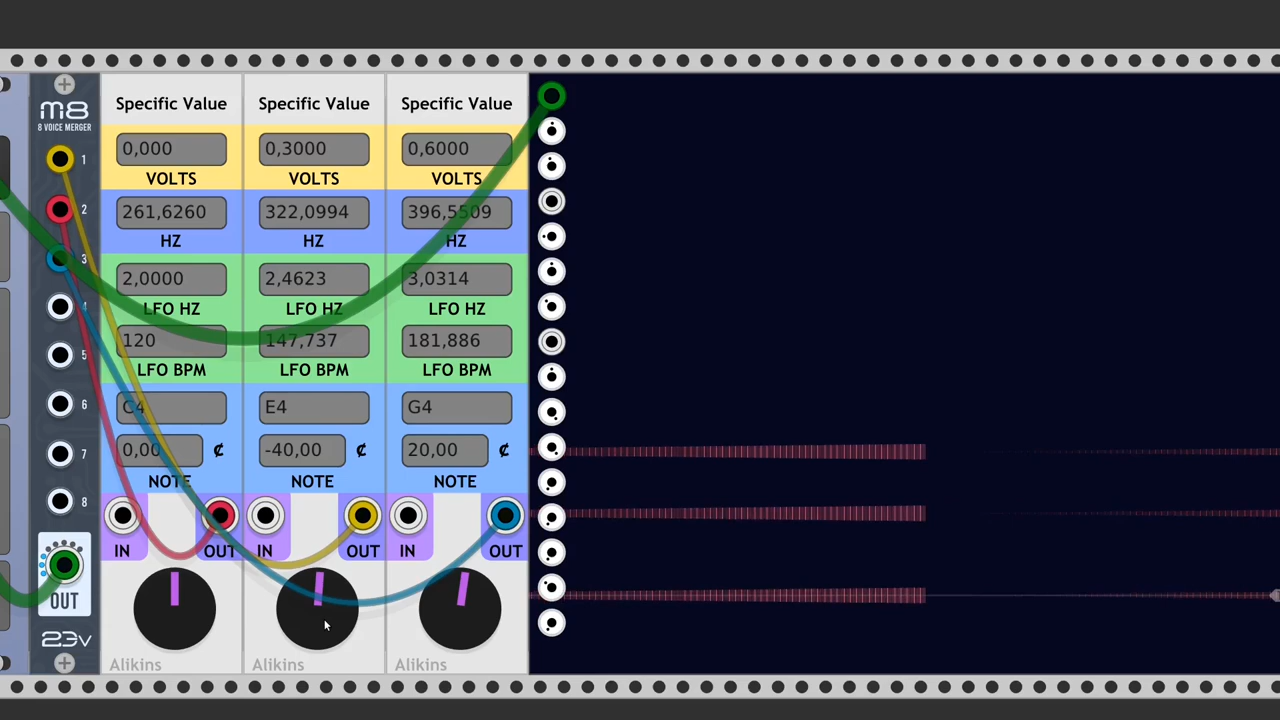 m8
8 VOICE MERGER
1
2
3
4
5
6
7
8
OUT
23v
Specific Value
0,000
VOLTS
261,6260
HZ
2,0000
LFO HZ
120
LFO BPM
C4
0,00 ¢
NOTE
IN OUT
Alikins
Specific Value
0,3000
VOLTS
322,0994
HZ
2,4623
LFO HZ
147,737
LFO BPM
E4
-40,00 ¢
NOTE
IN OUT
Alikins
Specific Value
0,6000
VOLTS
396,5509
HZ
3,0314
LFO HZ
181,886
LFO BPM
G4
20,00 ¢
NOTE
IN OUT
Alikins